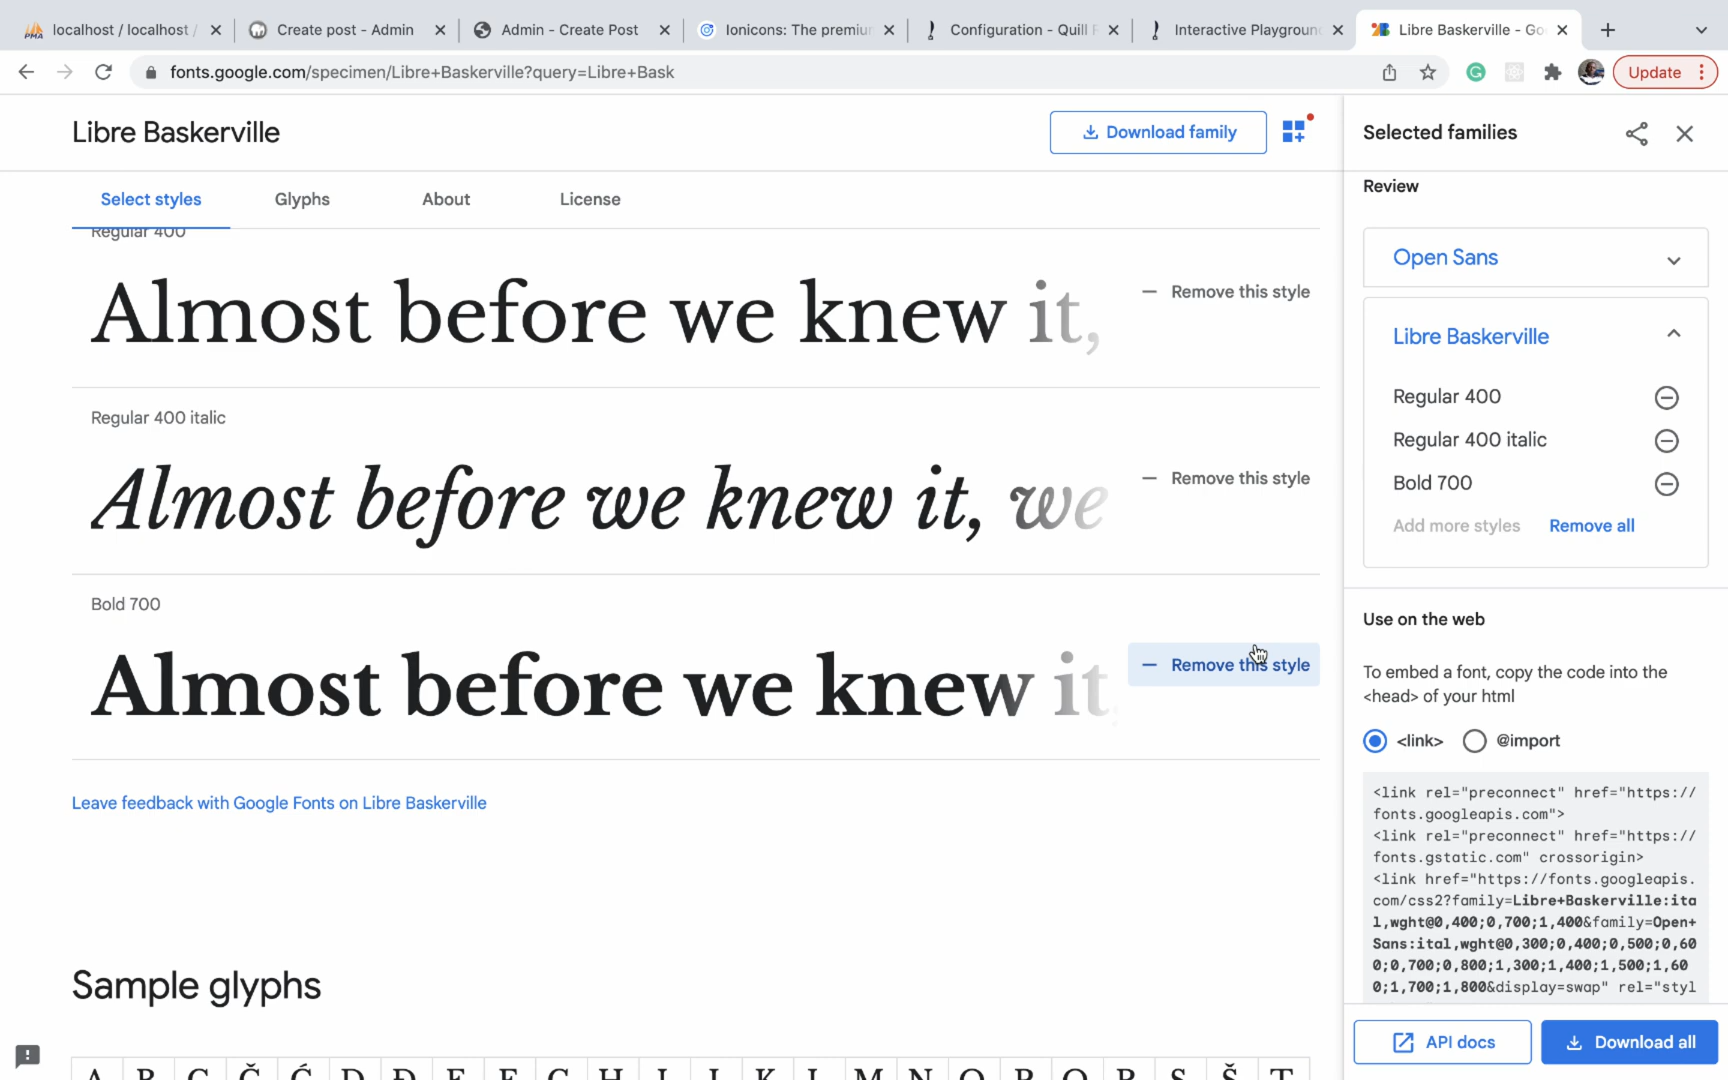 localhost / localhost /
Create post - Admin
Admin - Create Post
Ionicons: The premium
Configuration - Quill
Interactive Playground
Libre Baskerville - Go
fonts.google.com/specimen/Libre+Baskerville?query=Libre+Bask
Update
Libre Baskerville
Download family
Select styles
Glyphs
About
License
Regular 400
Almost before we knew it,
Remove this style
Regular 400 italic
Almost before we knew it, we
Remove this style
Bold 700
Almost before we knew it,
Remove this style
Leave feedback with Google Fonts on Libre Baskerville
Sample glyphs
A B C Č Ć D Đ E F G H I J K L M N O P Q R S Š T
Selected families
Review
Open Sans
Libre Baskerville
Regular 400
Regular 400 italic
Bold 700
Add more styles Remove all
Use on the web
To embed a font, copy the code into the
<head> of your html
<link> @import
<link rel="preconnect" href="https://
fonts.googleapis.com">
<link rel="preconnect" href="https://
fonts.gstatic.com" crossorigin>
<link href="https://fonts.googleapis.
com/css2?family=Libre+Baskerville:ita
l,wght@0,400;0,700;1,400&family=Open+
Sans:ital,wght@0,300;0,400;0,500;0,60
0;0,700;0,800;1,300;1,400;1,500;1,60
0;1,700;1,800&display=swap" rel="styl
API docs
Download all